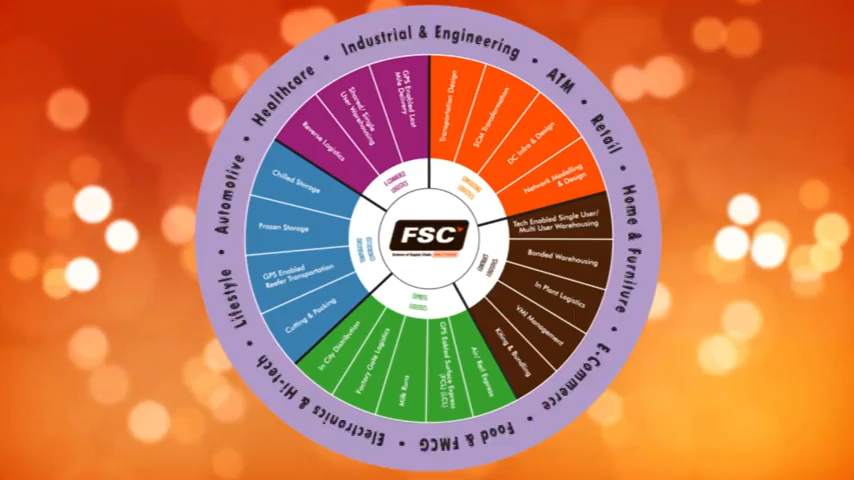 Industrial & Engineering
ATM
Retail
Home & Furniture
E-Commerce
Food & FMCG
Electronics & Hi-tech
Lifestyle
Automotive
Healthcare
Transportation Design
SCM Transformation
DC Infra & Design
Network Modelling
& Design
Tech Enabled Single User/
Multi User Warehousing
Bonded Warehousing
In Plant Logistics
VMI Management
Kitting & Bundling
Air/ Rail Express
GPS Enabled Surface Express
(FCL) (LCL)
Milk Runs
Factory Gate Logistics
In City Distribution
Cutting & Packing
GPS Enabled
Reefer Transportation
Frozen Storage
Chilled Storage
Reverse Logistics
Shared/ Single
User Warehousing
GPS Enabled Last
Mile Delivery
FSC